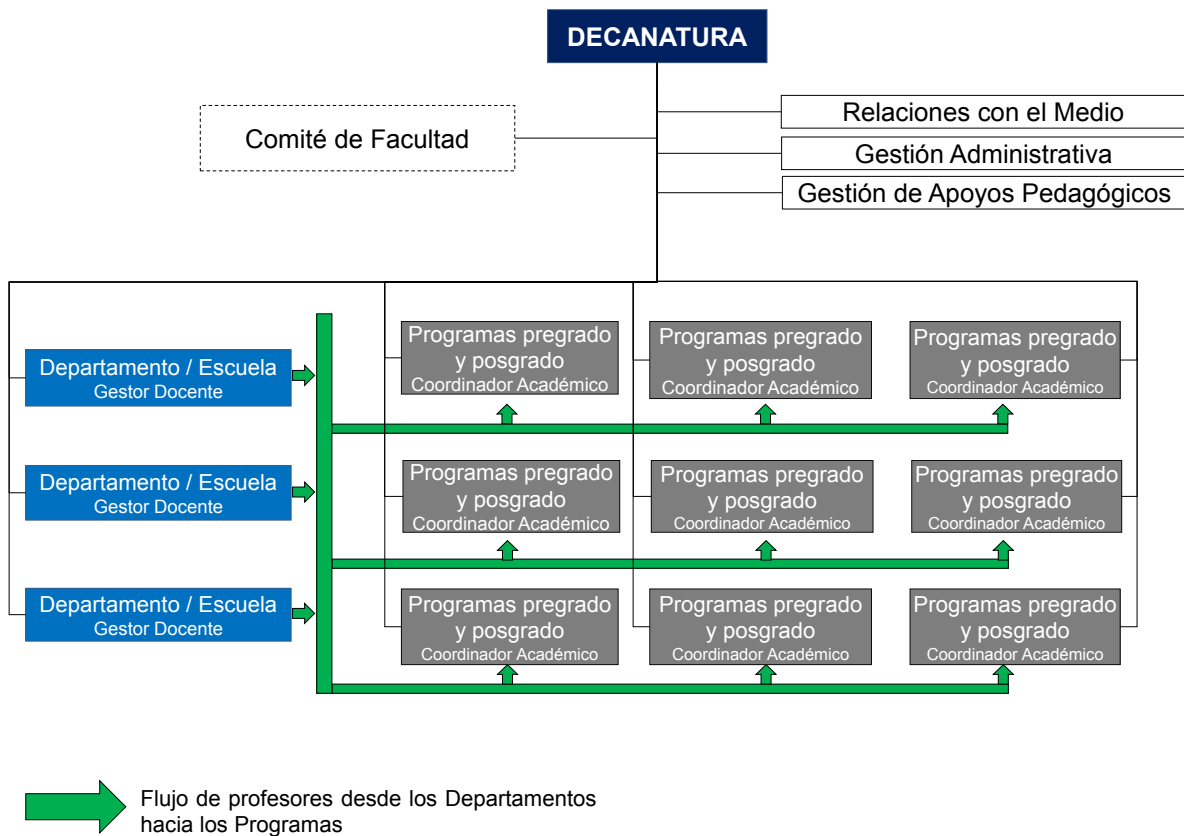 DECANATURA
Comité de Facultad
Relaciones con el Medio
Gestión Administrativa
Gestión de Apoyos Pedagógicos
Departamento / Escuela
Gestor Docente
Programas pregrado
y posgrado
Coordinador Académico
Programas pregrado
y posgrado
Coordinador Académico
Programas pregrado
y posgrado
Coordinador Académico
Departamento / Escuela
Gestor Docente
Programas pregrado
y posgrado
Coordinador Académico
Programas pregrado
y posgrado
Coordinador Académico
Programas pregrado
y posgrado
Coordinador Académico
Departamento / Escuela
Gestor Docente
Programas pregrado
y posgrado
Coordinador Académico
Programas pregrado
y posgrado
Coordinador Académico
Programas pregrado
y posgrado
Coordinador Académico
Flujo de profesores desde los Departamentos
hacia los Programas